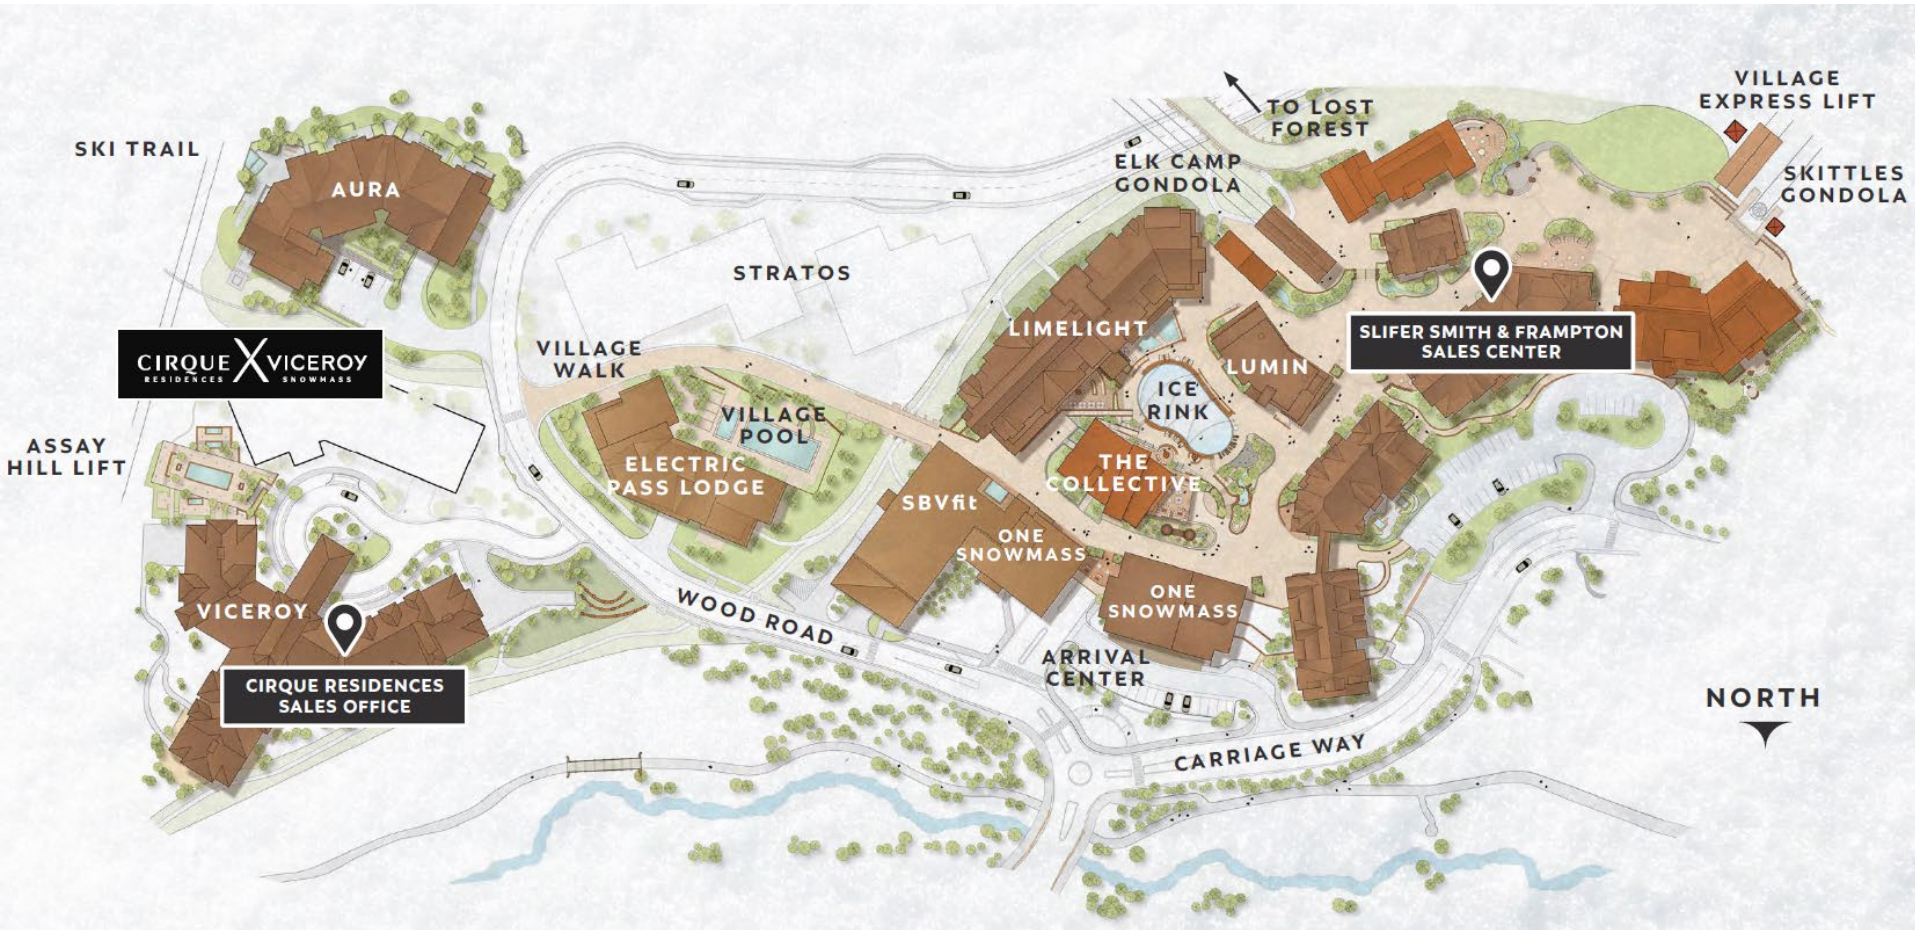 VILLAGE
EXPRESS LIFT
TO LOST
FOREST
SKI TRAIL
ELK CAMP
GONDOLA
SKITTLES
GONDOLA
AURA
STRATOS
LIMELIGHT
SLIFER SMITH & FRAMPTON
SALES CENTER
VILLAGE
WALK
CIRQUE X VICEROY
RESIDENCES SNOWMASS
LUMIN
ICE
RINK
VILLAGE
POOL
ASSAY
HILL LIFT
ELECTRIC
PASS LODGE
THE
COLLECTIVE
SBVfit
ONE
SNOWMASS
ONE
SNOWMASS
VICEROY
WOOD ROAD
ARRIVAL
CENTER
CIRQUE RESIDENCES
SALES OFFICE
NORTH
CARRIAGE WAY